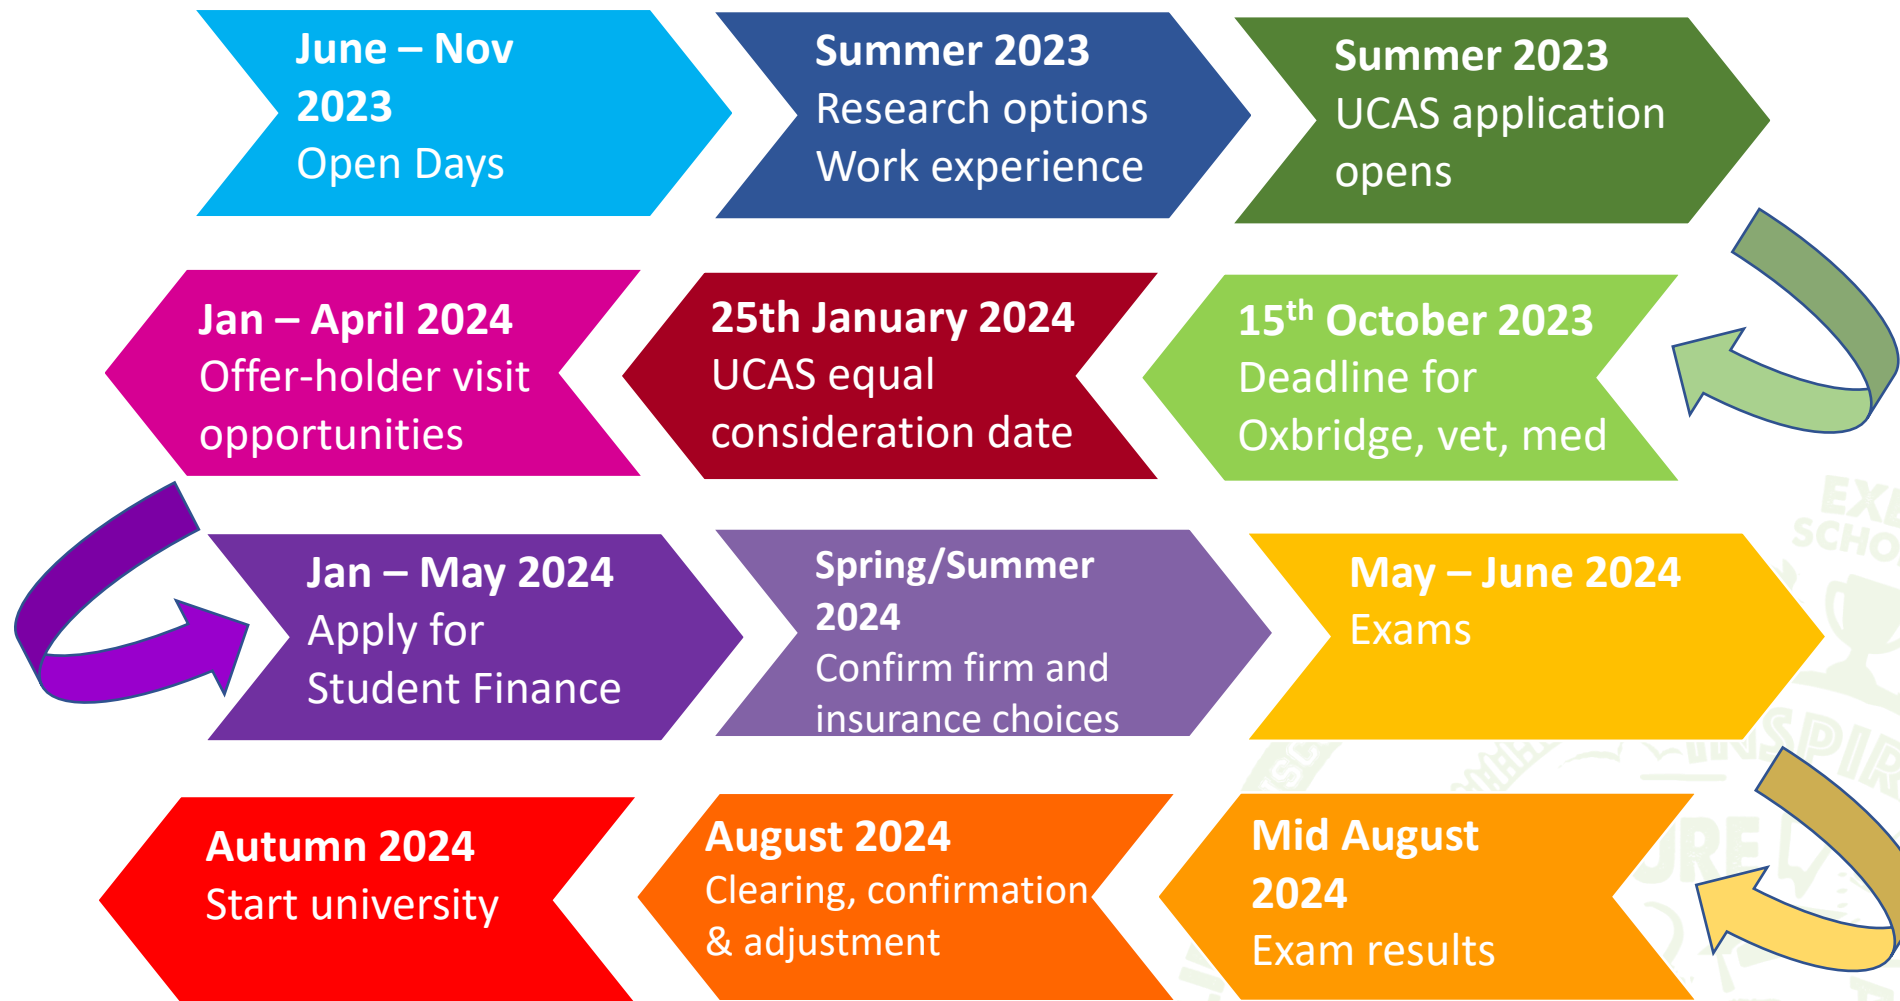 June – Nov
2023
Open Days
Summer 2023
Research options
Work experience
Summer 2023
UCAS application
opens
15th October 2023
Deadline for
Oxbridge, vet, med
25th January 2024
UCAS equal
consideration date
Jan – April 2024
Offer-holder visit
opportunities
Jan – May 2024
Apply for
Student Finance
Spring/Summer
2024
Confirm firm and
insurance choices
May – June 2024
Exams
Mid August
2024
Exam results
August 2024
Clearing, confirmation
& adjustment
Autumn 2024
Start university